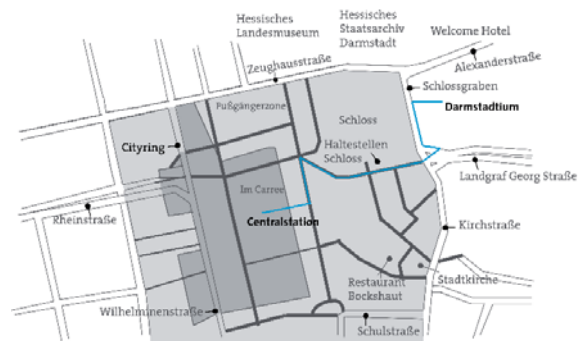 Hessisches
Landesmuseum
Hessisches
Staatsarchiv
Darmstadt
Welcome Hotel
Zeughausstraße
Alexanderstraße
Schlossgraben
Fußgängerzone
Darmstadtium
Schloss
Cityring
Haltestellen
Schloss
Landgraf Georg Straße
Im Carree
Rheinstraße
Centralstation
Kirchstraße
Restaurant
Bockshaut
Stadtkirche
Wilhelminenstraße
Schulstraße